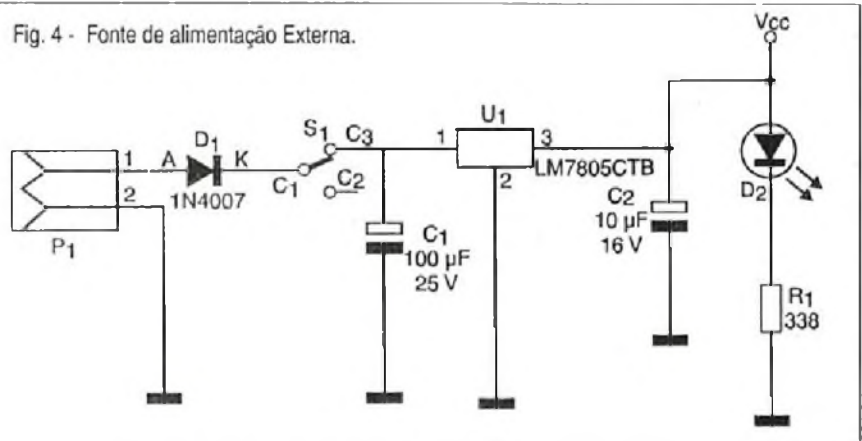 Fig. 4 - Fonte de alimentação Externa.
Vcc
U1
S1 C3
D1
1 3
1 A K
LM7805CTB
C1 C2
2
2
1N4007
D2
P1
C2
10 µF
16 V
C1
100 µF
25 V
R1
338